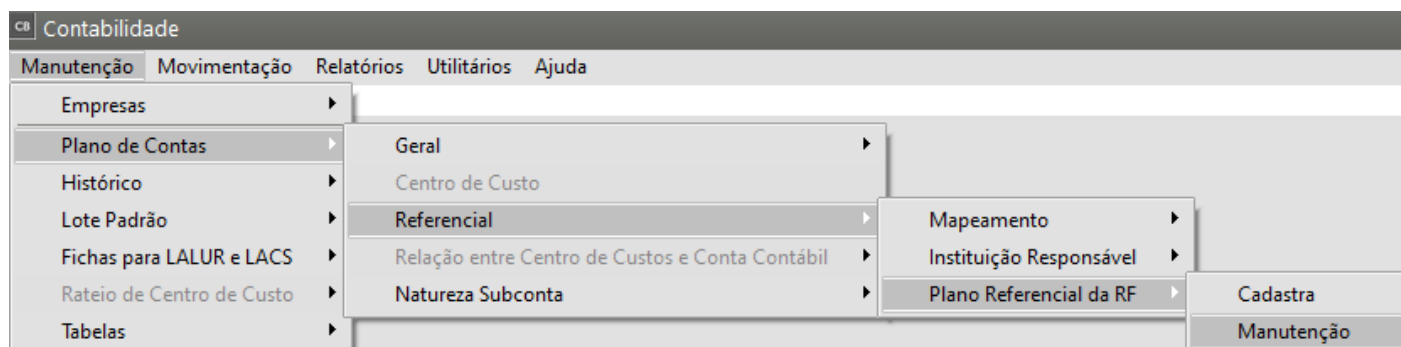 CB Contabilidade
Manutenção Movimentação Relatórios Utilitários Ajuda
Empresas
Plano de Contas
Histórico
Lote Padrão
Fichas para LALUR e LACS
Rateio de Centro de Custo
Tabelas
Geral
Centro de Custo
Referencial
Relação entre Centro de Custos e Conta Contábil
Natureza Subconta
Mapeamento
Instituição Responsável
Plano Referencial da RF
Cadastra
Manutenção